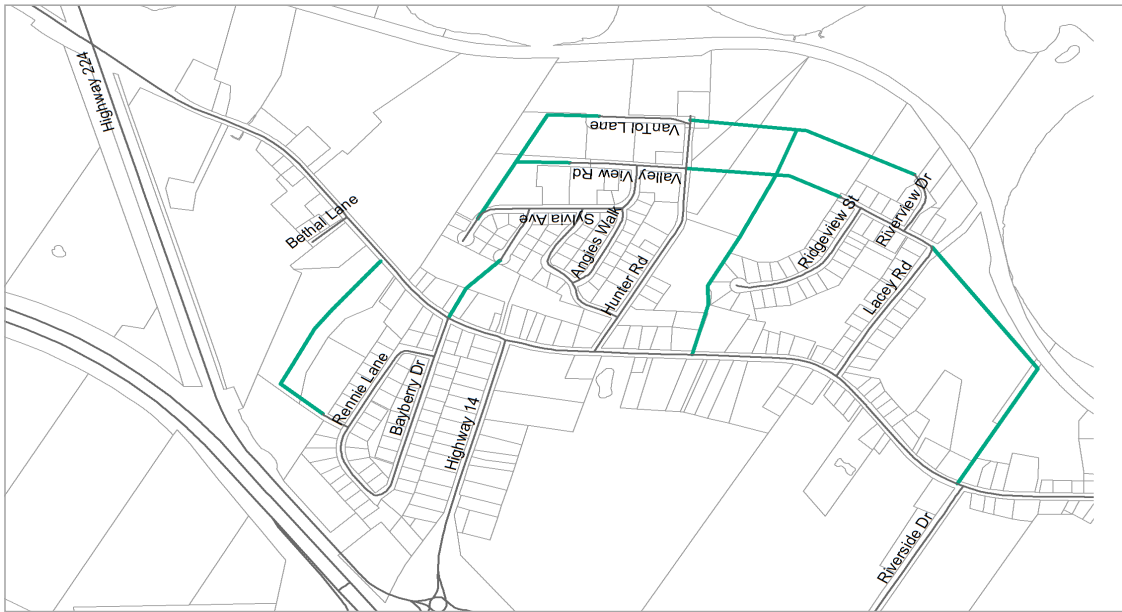 Highway 224
VanTol Lane
Valley View Rd
Bethal Lane
Sylvia Ave
Angies Walk
Ridgeview St
Riverview Dr
Hunter Rd
Lacey Rd
Rennie Lane
Bayberry Dr
Highway 14
Riverside Dr